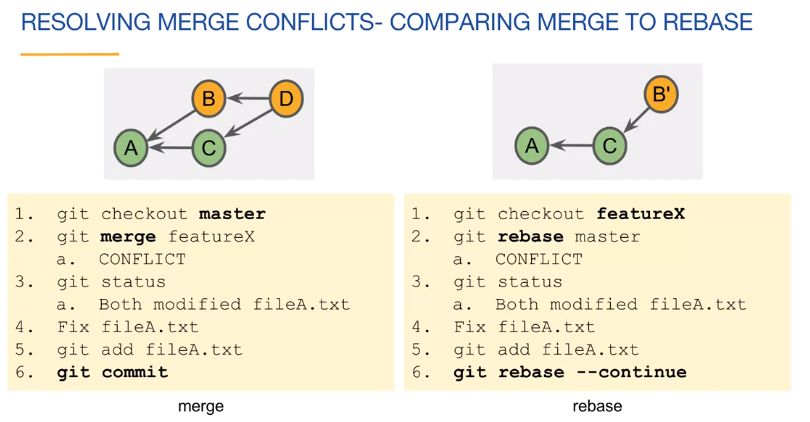 RESOLVING MERGE CONFLICTS- COMPARING MERGE TO REBASE
B
D
A
C
B'
A
C
1. git checkout master
2. git merge featureX
a. CONFLICT
3. git status
a. Both modified fileA.txt
4. Fix fileA.txt
5. git add fileA.txt
6. git commit
merge
1. git checkout featureX
2. git rebase master
a. CONFLICT
3. git status
a. Both modified fileA.txt
4. Fix fileA.txt
5. git add fileA.txt
6. git rebase --continue
rebase